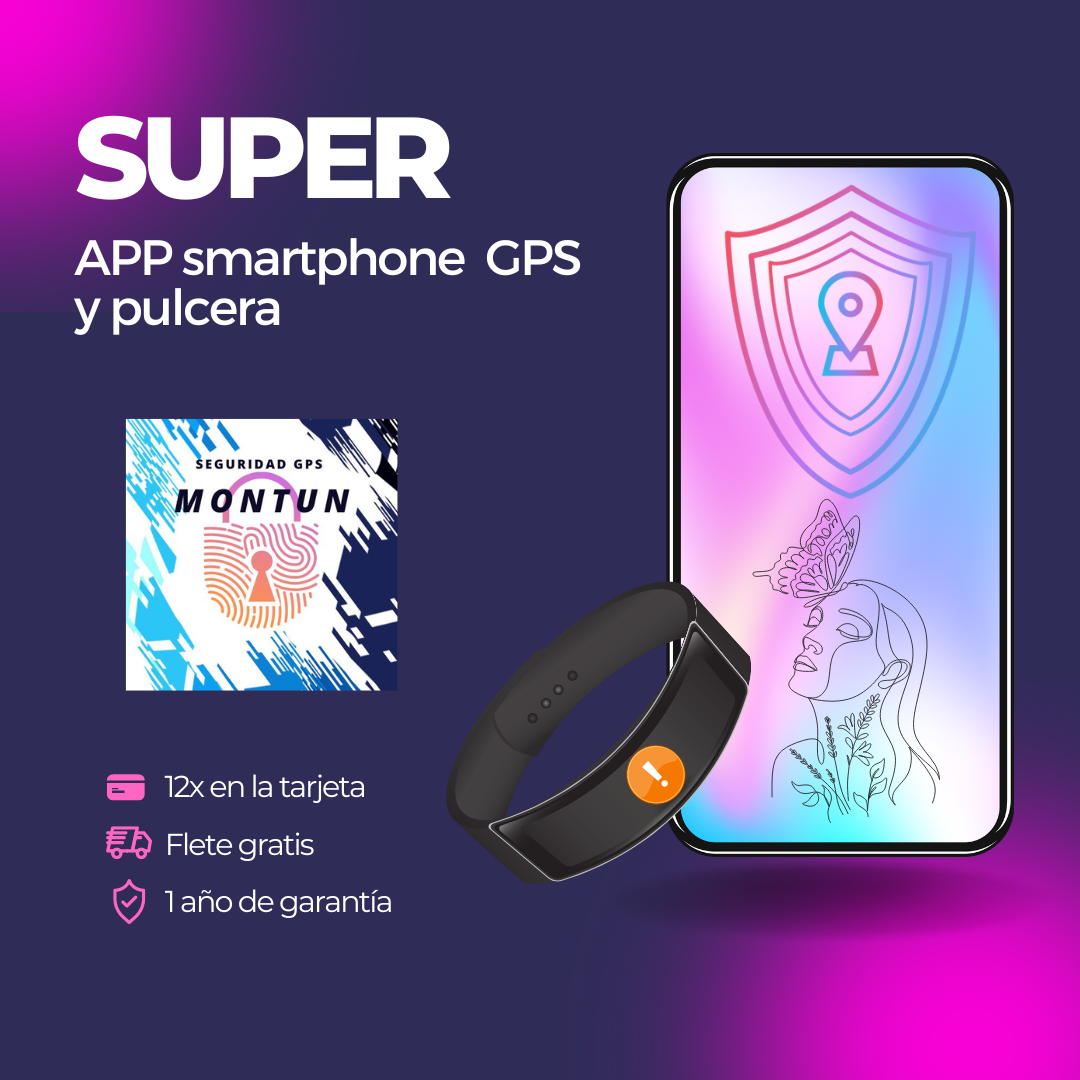 SUPER
APP smartphone GPS
y pulcera
SEGURIDAD GPS
MONTUN
12x en la tarjeta
Flete gratis
1 año de garantía